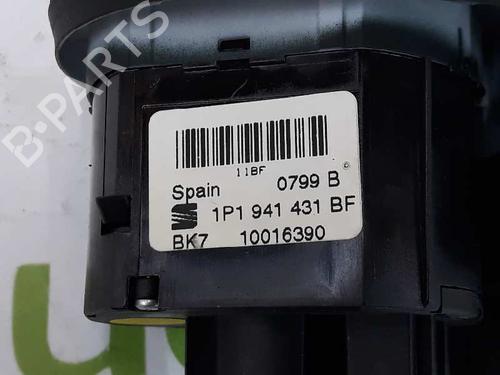 B-PARTS
11BF
Spain 0799 B
1P1 941 431 BF
BK7 10016390